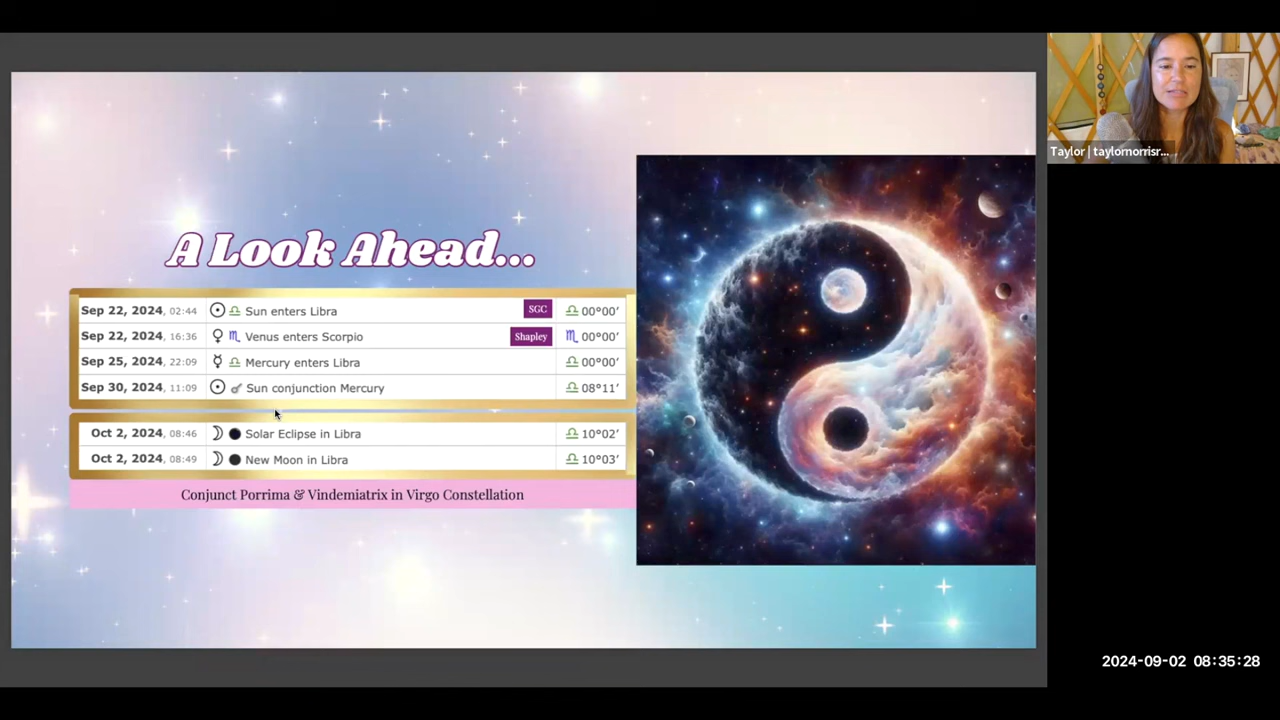 Taylor | taylornorrisr...
A Look Ahead...
Sep 22, 2024, 02:44 ☉ ♎ Sun enters Libra SGC ♎ 00°00'
Sep 22, 2024, 16:36 ♀ ♏ Venus enters Scorpio Shapley ♏ 00°00'
Sep 25, 2024, 22:09 ☿ ♎ Mercury enters Libra ♎ 00°00'
Sep 30, 2024, 11:09 ☉ ☌ Sun conjunction Mercury ♎ 08°11'
Oct 2, 2024, 08:46 ☽ ● Solar Eclipse in Libra ♎ 10°02'
Oct 2, 2024, 08:49 ☽ ● New Moon in Libra ♎ 10°03'
Conjunct Porrima & Vindemiatrix in Virgo Constellation
2024-09-02 08:35:28